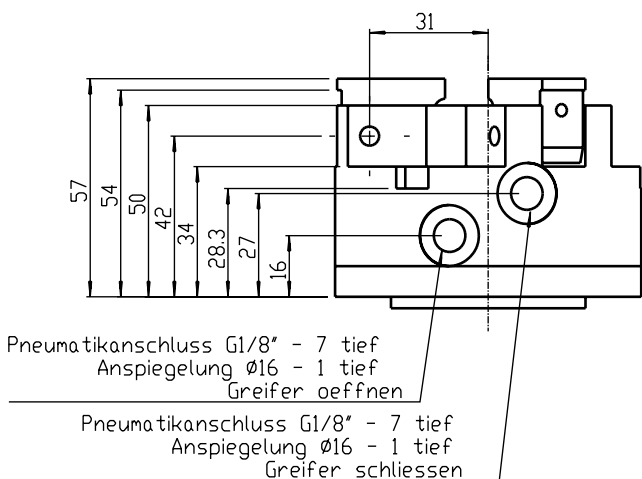 31
57
54
50
42
34
28.3
27
16
Pneumatikanschluss G1/8″ - 7 tief
Anspiegelung Ø16 - 1 tief
Greifer oeffnen
Pneumatikanschluss G1/8″ - 7 tief
Anspiegelung Ø16 - 1 tief
Greifer schliessen